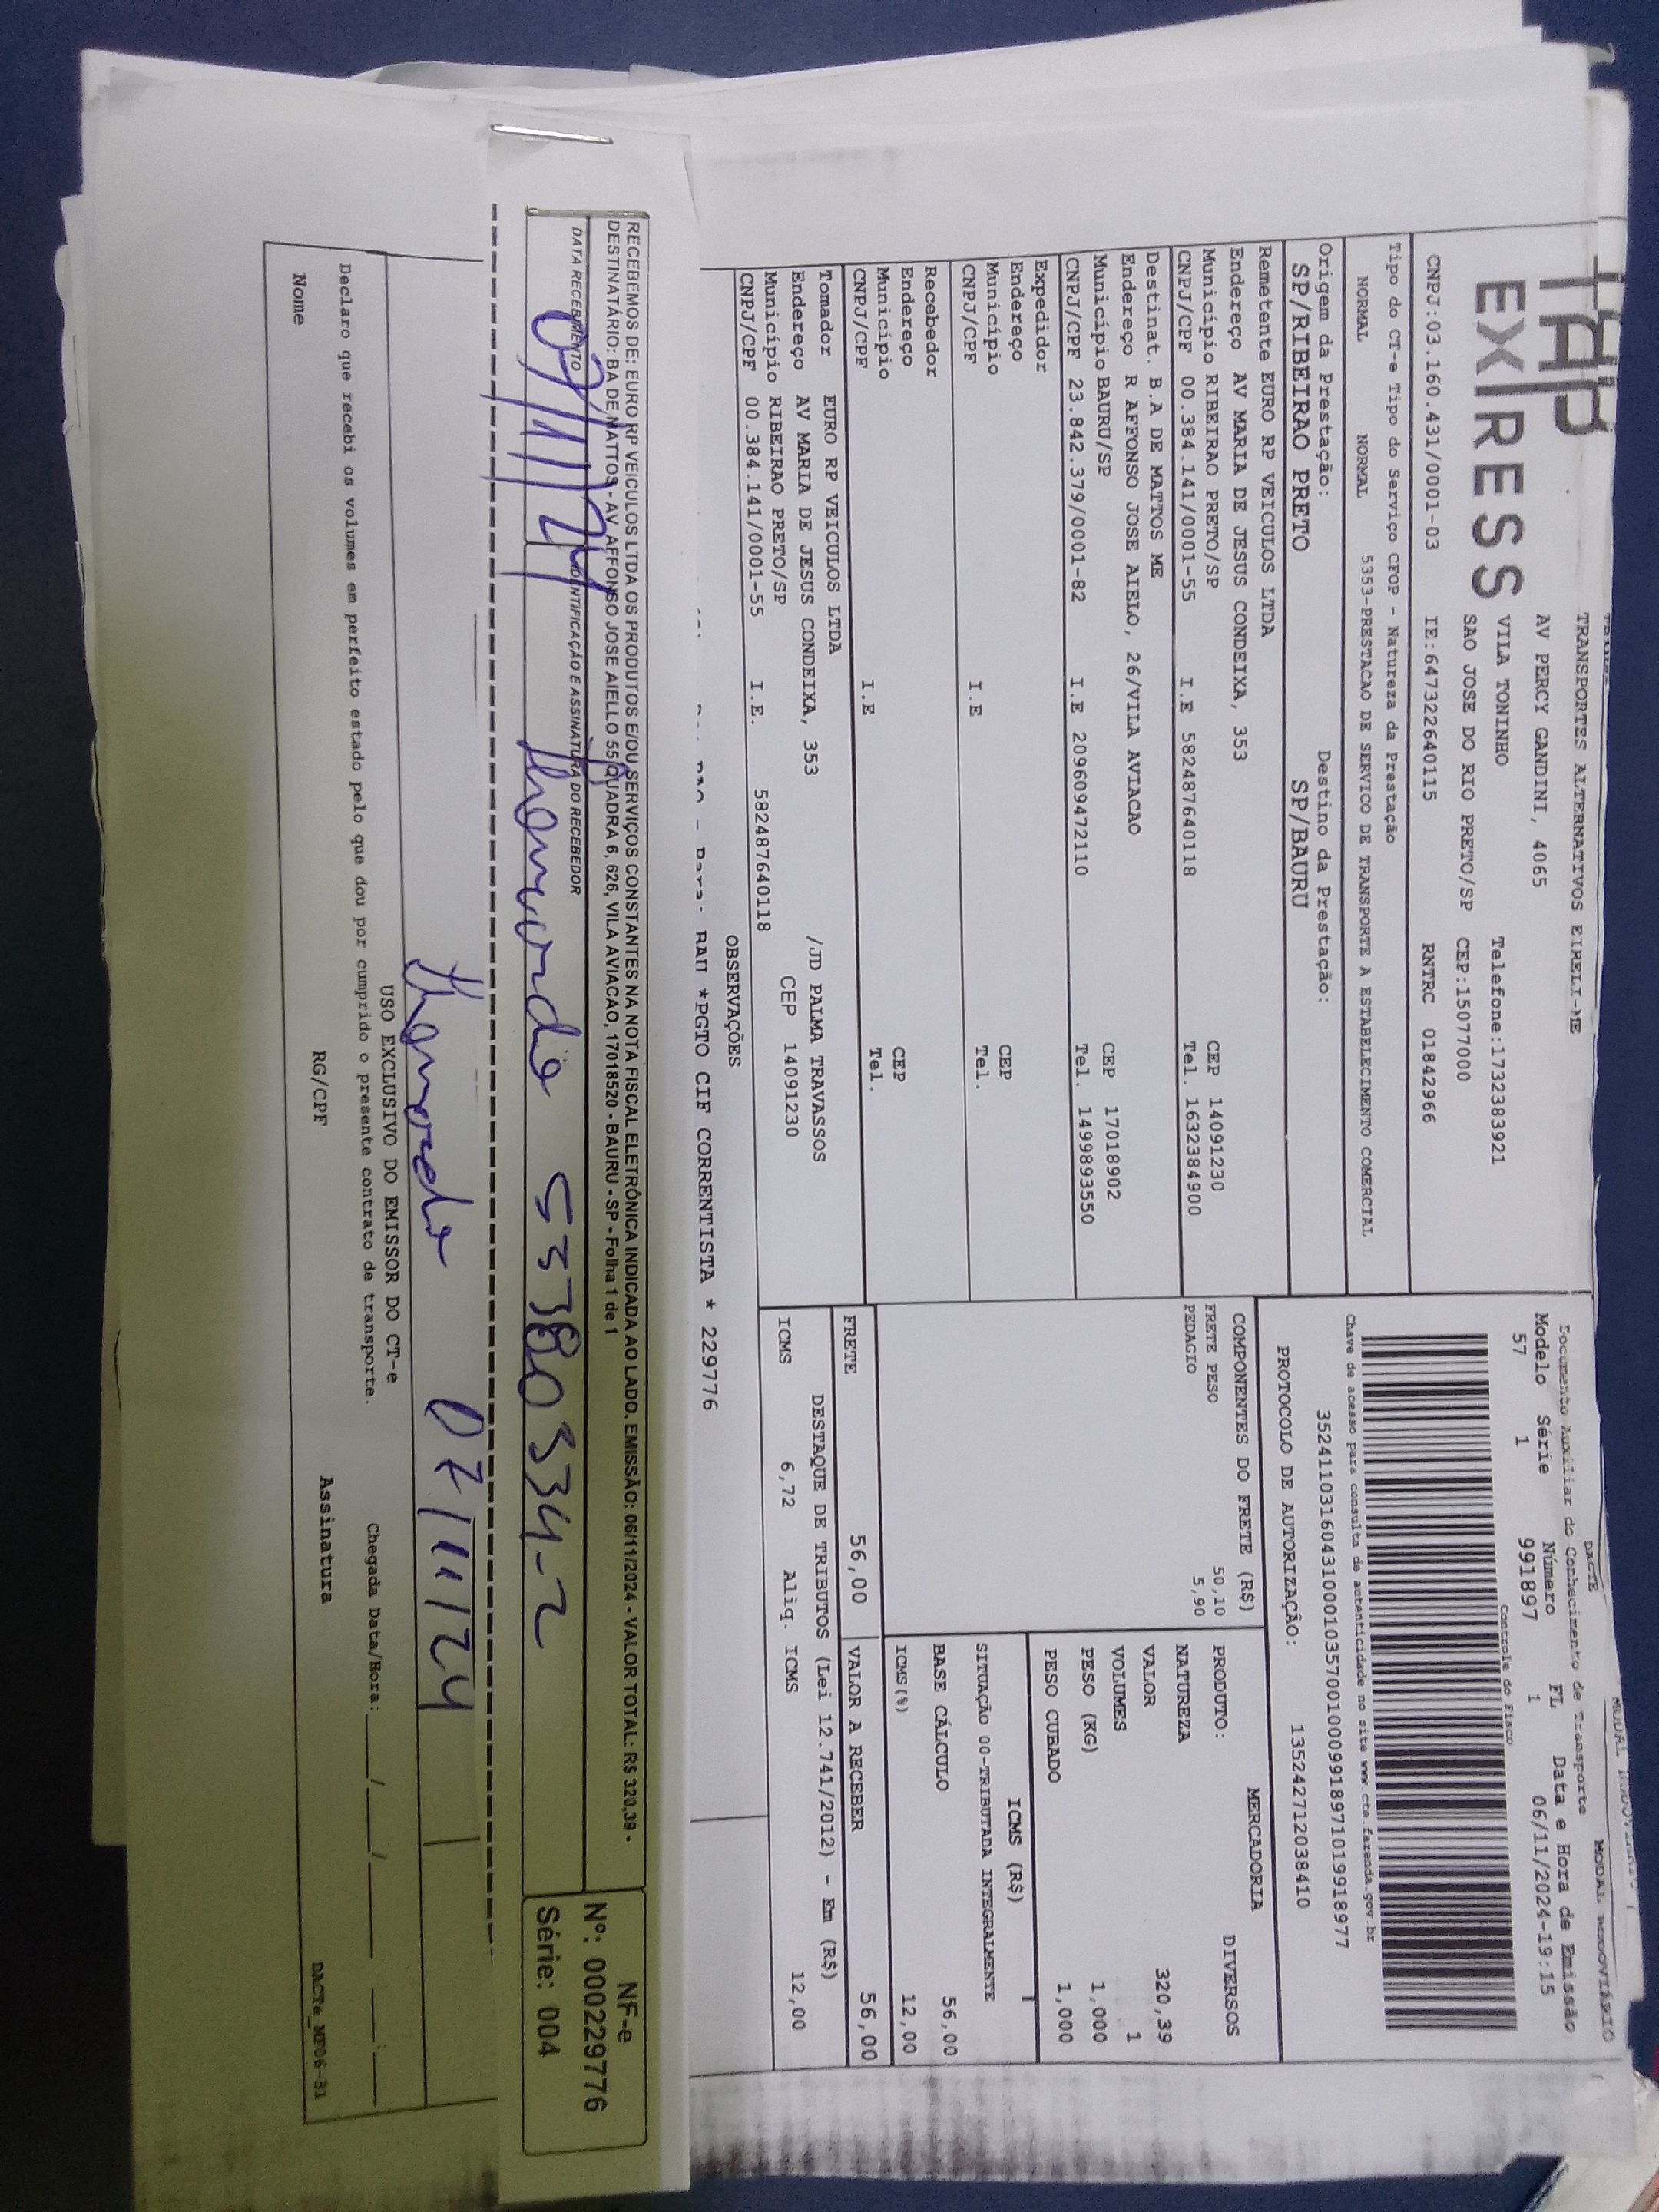 EXPRESS
TRANSPORTES ALTERNATIVOS EIRELI-ME
AV PERCY GANDINI, 4065
VILA TONINHO Telefone:1732383921
SAO JOSE DO RIO PRETO/SP CEP:15077000
CNPJ:03.160.431/0001-03 IE:647322640115 RNTRC 01842966
Tipo do CT-e Tipo do Serviço CFOP - Natureza da Prestação
NORMAL NORMAL 5353-PRESTACAO DE SERVICO DE TRANSPORTE A ESTABELECIMENTO COMERCIAL
Origem da Prestação: Destino da Prestação:
SP/RIBEIRAO PRETO SP/BAURU
Remetente EURO RP VEICULOS LTDA
Endereço AV MARIA DE JESUS CONDEIXA, 353
Município RIBEIRAO PRETO/SP CEP 14091230
CNPJ/CPF 00.384.141/0001-55 I.E 582487640118 Tel. 1632384900
Destinat. B.A DE MATTOS ME
Endereço R AFFONSO JOSE AIELO, 26/VILA AVIACAO
Município BAURU/SP CEP 17018902
CNPJ/CPF 23.842.379/0001-82 I.E 209609472110 Tel. 1499893550
Expedidor
Endereço
Município CEP
CNPJ/CPF I.E Tel.
Recebedor
Endereço
Município CEP
CNPJ/CPF I.E Tel.
Tomador EURO RP VEICULOS LTDA
Endereço AV MARIA DE JESUS CONDEIXA, 353 /JD PALMA TRAVASSOS
Município RIBEIRAO PRETO/SP CEP 14091230
CNPJ/CPF 00.384.141/0001-55 I.E. 582487640118
MODAL RODOVIÁRIO
DACTE
Documento Auxiliar do Conhecimento de Transporte
Modelo Série Número FL Data e Hora de Emissão
57 1 991897 1 06/11/2024-19:15
Controle do Fisco
Chave de acesso para consulta de autenticidade no site www.cte.fazenda.gov.br
35241103160431000103570010009918971019918977
PROTOCOLO DE AUTORIZAÇÃO: 135242712038410
COMPONENTES DO FRETE (R$)
FRETE PESO 50,10
PEDAGIO 5,90
MERCADORIA
PRODUTO: DIVERSOS
NATUREZA
VALOR 320,39
VOLUMES 1
PESO (KG) 1,000
PESO CUBADO 1,000
ICMS (R$)
SITUAÇÃO 00-TRIBUTADA INTEGRALMENTE
BASE CÁLCULO 56,00
ICMS(%) 12,00
FRETE 56,00 VALOR A RECEBER 56,00
DESTAQUE DE TRIBUTOS (Lei 12.741/2012) - Em (R$)
ICMS 6,72 Aliq. ICMS 12,00
OBSERVAÇÕES
BAU *PGTO CIF CORRENTISTA * 229776
RECEBEMOS DE: EURO RP VEICULOS LTDA OS PRODUTOS E/OU SERVIÇOS CONSTANTES NA NOTA FISCAL ELETRÔNICA INDICADA AO LADO. EMISSÃO: 06/11/2024 - VALOR TOTAL: R$ 320,39 -
DESTINATÁRIO: BA DE MATTOS - AV AFFONSO JOSE AIELLO 55 QUADRA 6, 626, VILA AVIACAO, 17018520 - BAURU - SP - Folha 1 de 1
DATA RECEBIMENTO IDENTIFICAÇÃO E ASSINATURA DO RECEBEDOR
NF-e
Nº: 000229776
Série: 004
07/11/24
07/11/24
USO EXCLUSIVO DO EMISSOR DO CT-e
Declaro que recebi os volumes em perfeito estado pelo que dou por cumprido o presente contrato de transporte.
Chegada Data/Hora:___/___/_____ ___:___
Nome RG/CPF Assinatura
DACTe_MF06-31